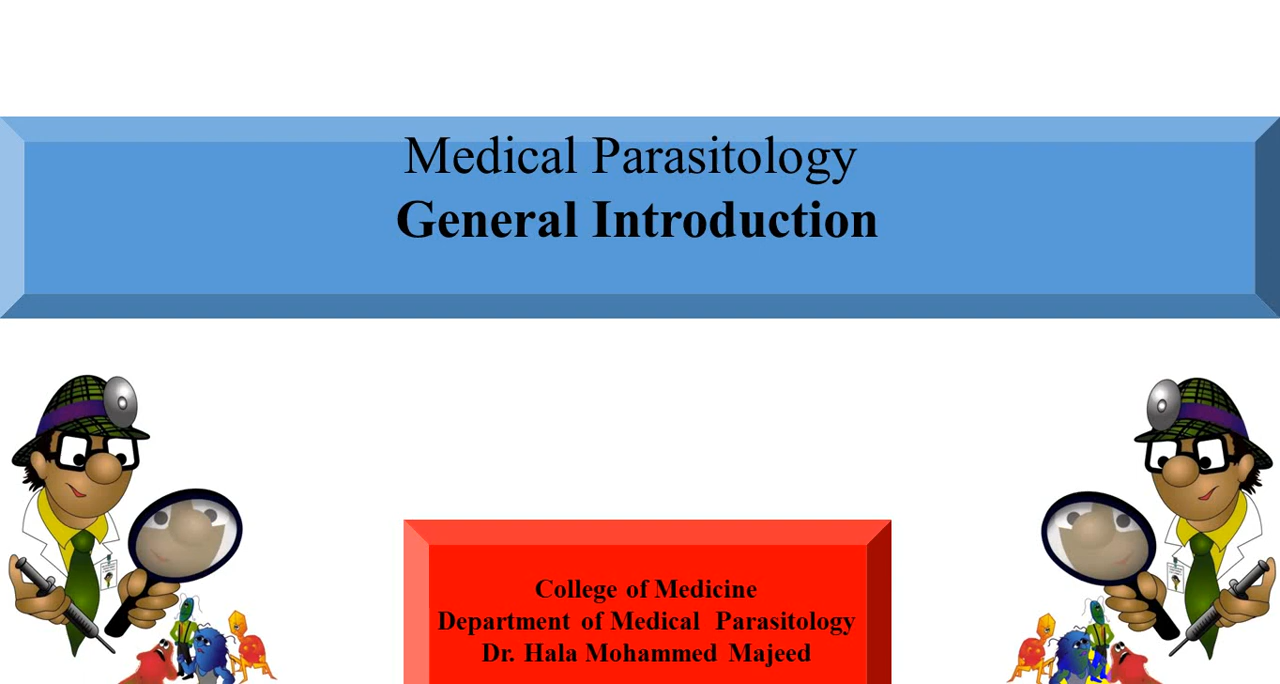 Medical Parasitology
General Introduction
College of Medicine
Department of Medical Parasitology
Dr. Hala Mohammed Majeed